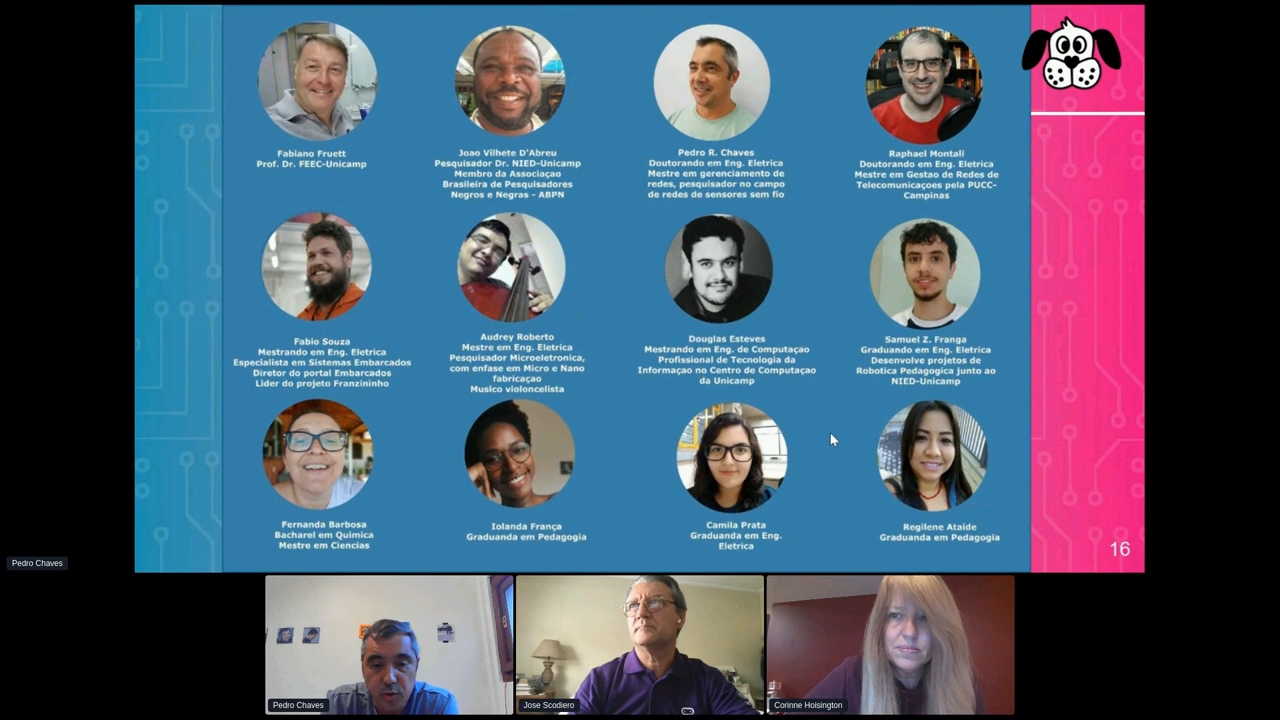 Fabiano Fruett
Prof. Dr. FEEC-Unicamp
Joao Vilhete D'Abreu
Pesquisador Dr. NIED-Unicamp
Membro da Associaçao
Brasileira de Pesquisadores
Negros e Negras - ABPN
Pedro R. Chaves
Doutorando em Eng. Eletrica
Mestre em gerenciamento de
redes, pesquisador no campo
de redes de sensores sem fio
Raphael Montali
Doutorando em Eng. Eletrica
Mestre em Gestao de Redes de
Telecomunicaçoes pela PUCC-
Campinas
Fabio Souza
Mestrando em Eng. Eletrica
Especialista em Sistemas Embarcados
Diretor do portal Embarcados
Lider do projeto Franzininho
Audrey Roberto
Mestre em Eng. Eletrica
Pesquisador Microeletronica,
com enfase em Micro e Nano
fabricaçao
Musico violoncelista
Douglas Esteves
Mestrando em Eng. de Computaçao
Profissional de Tecnologia da
Informaçao no Centro de Computaçao
da Unicamp
Samuel Z. Franga
Graduando em Eng. Eletrica
Desenvolve projetos de
Robotica Pedagogica junto ao
NIED-Unicamp
Fernanda Barbosa
Bacharel em Quimica
Mestre em Ciencias
Iolanda França
Graduanda em Pedagogia
Camila Prata
Graduanda em Eng.
Eletrica
Regilene Ataide
Graduanda em Pedagogia
16
Pedro Chaves
Pedro Chaves
Jose Scodiero
Corinne Hoisington